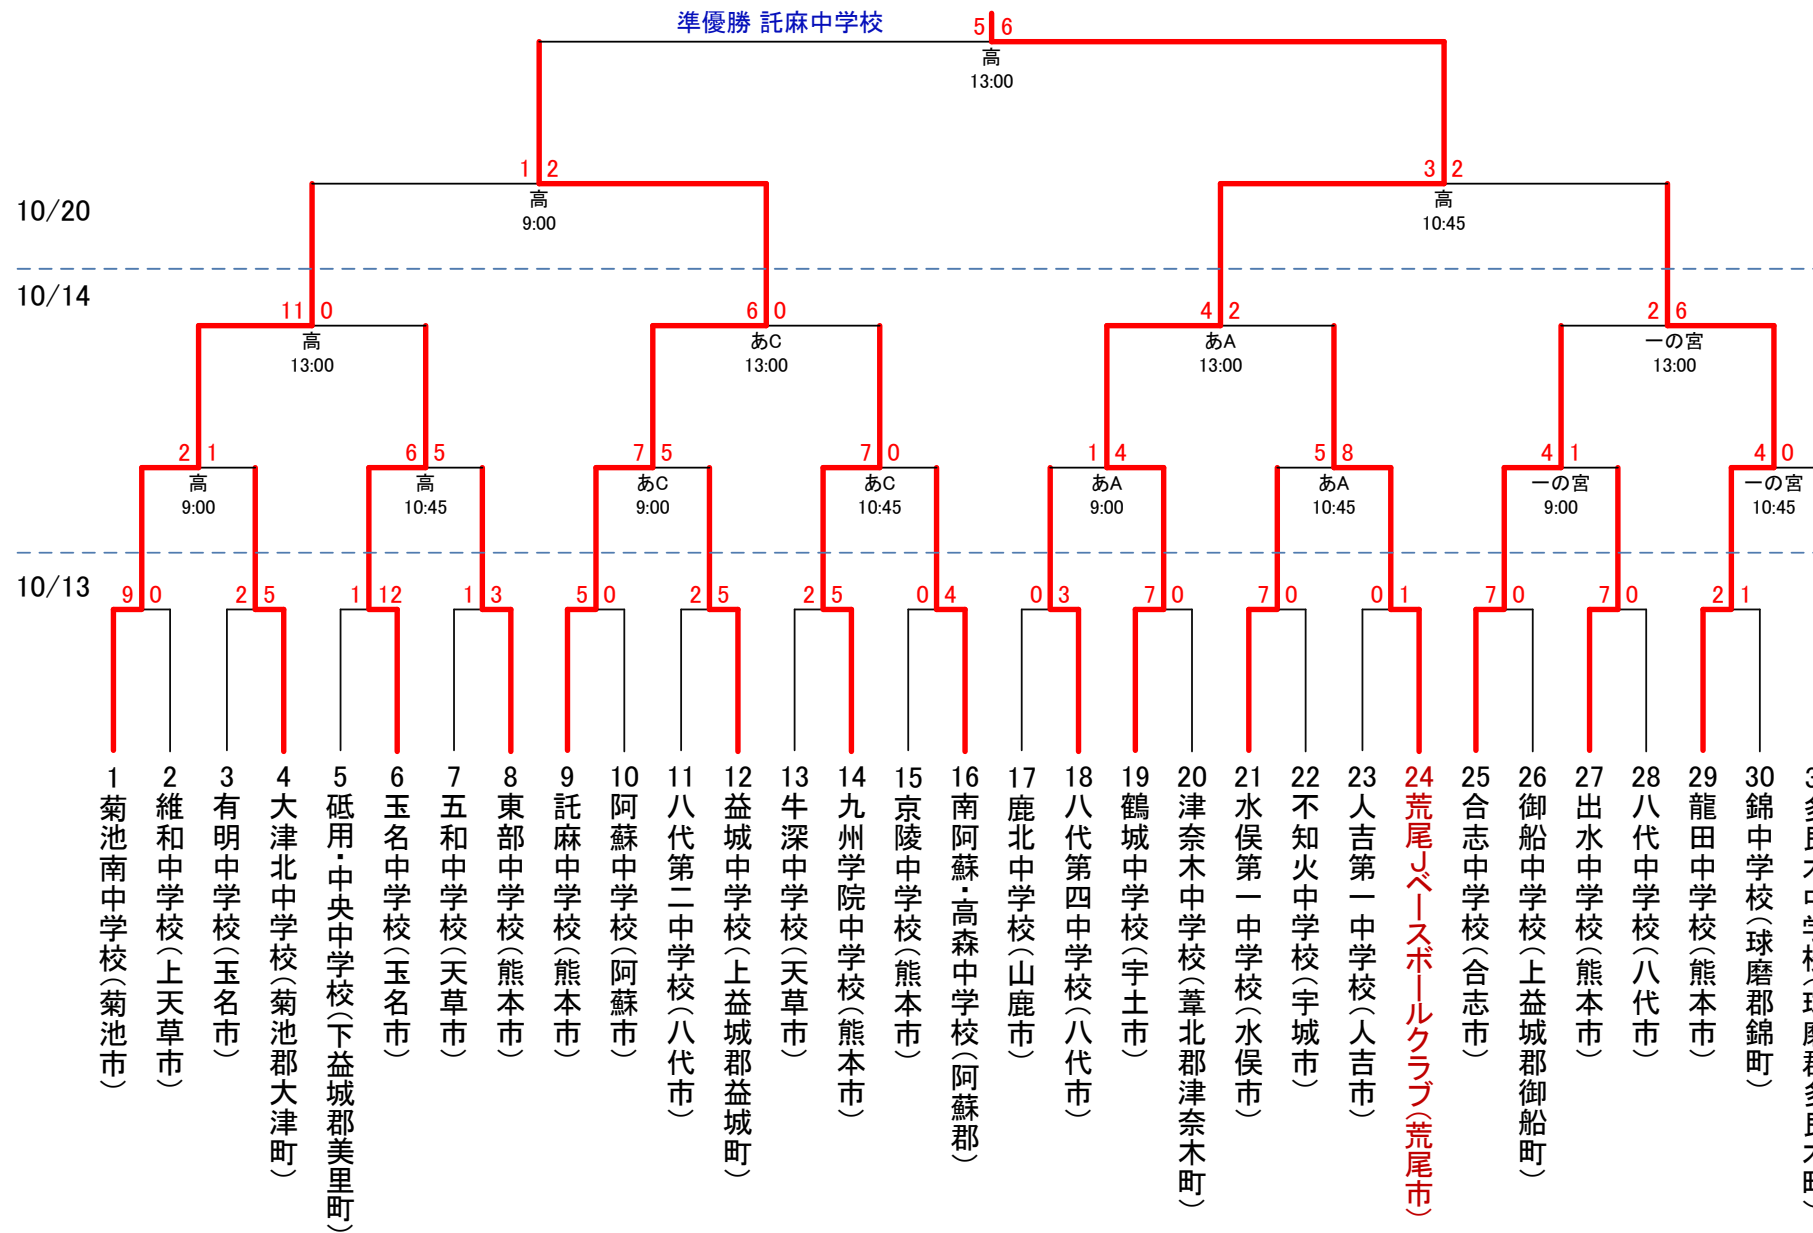 準優勝 託麻中学校
5 6
高
13:00
1 2
高
9:00
3 2
高
10:45
10/20
10/14
11 0
高
13:00
6 0
あC
13:00
4 2
あA
13:00
2 6
一の宮
13:00
2 1
高
9:00
6 5
高
10:45
7 5
あC
9:00
7 0
あC
10:45
1 4
あA
9:00
5 8
あA
10:45
4 1
一の宮
9:00
4 0
一の宮
10:45
10/13
9 0
2 5
1 12
1 3
5 0
2 5
2 5
0 4
0 3
7 0
7 0
0 1
7 0
7 0
2 1
1 菊池南中学校(菊池市)
2 維和中学校(上天草市)
3 有明中学校(玉名市)
4 大津北中学校(菊池郡大津町)
5 砥用・中央中学校(下益城郡美里町)
6 玉名中学校(玉名市)
7 五和中学校(天草市)
8 東部中学校(熊本市)
9 託麻中学校(熊本市)
10 阿蘇中学校(阿蘇市)
11 八代第二中学校(八代市)
12 益城中学校(上益城郡益城町)
13 牛深中学校(天草市)
14 九州学院中学校(熊本市)
15 京陵中学校(熊本市)
16 南阿蘇・高森中学校(阿蘇郡)
17 鹿北中学校(山鹿市)
18 八代第四中学校(八代市)
19 鶴城中学校(宇土市)
20 津奈木中学校(葦北郡津奈木町)
21 水俣第一中学校(水俣市)
22 不知火中学校(宇城市)
23 人吉第一中学校(人吉市)
24 荒尾Jベースボールクラブ(荒尾市)
25 合志中学校(合志市)
26 御船中学校(上益城郡御船町)
27 出水中学校(熊本市)
28 八代中学校(八代市)
29 龍田中学校(熊本市)
30 錦中学校(球磨郡錦町)